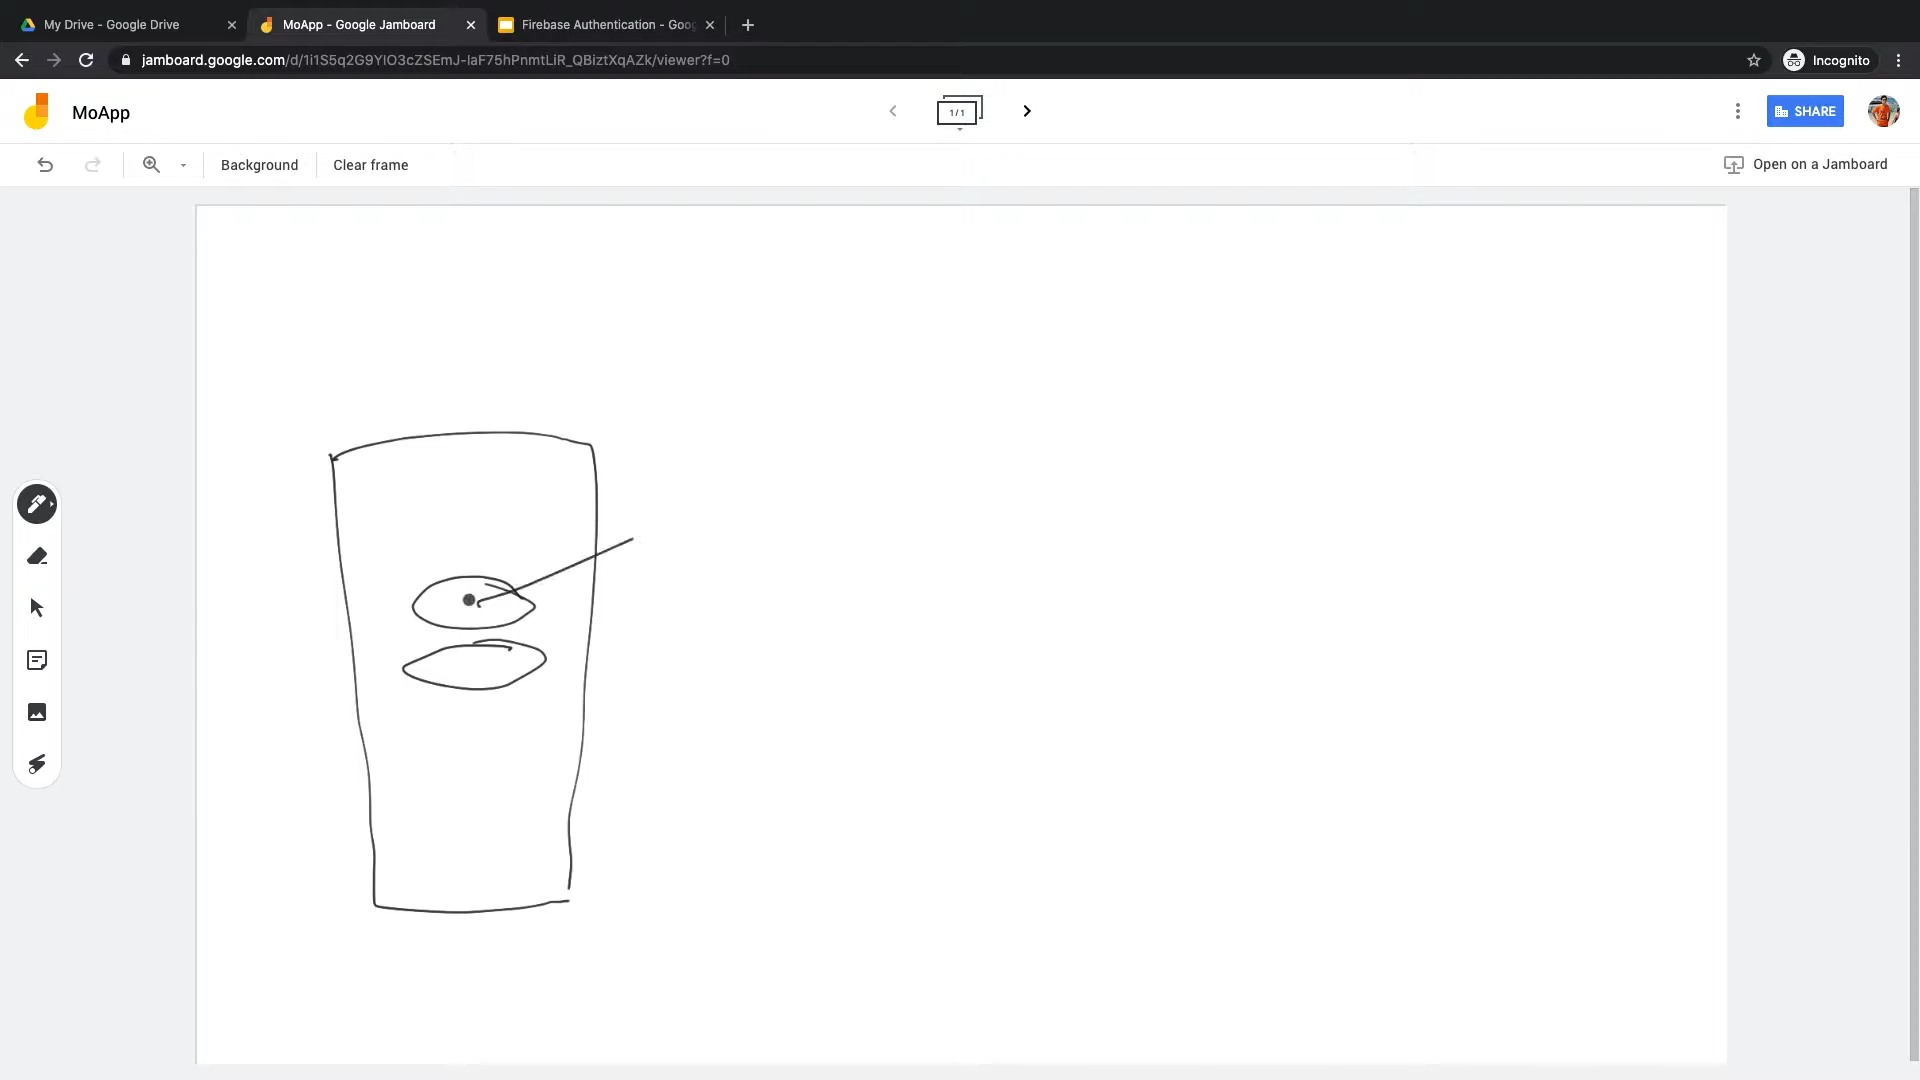 My Drive - Google Drive
MoApp - Google Jamboard
Firebase Authentication - Goog
jamboard.google.com/d/1i1S5q2G9YIO3cZSEmJ-laF75hPnmtLiR_QBiztXqAZk/viewer?f=0
Incognito
MoApp
1/1
SHARE
Background
Clear frame
Open on a Jamboard